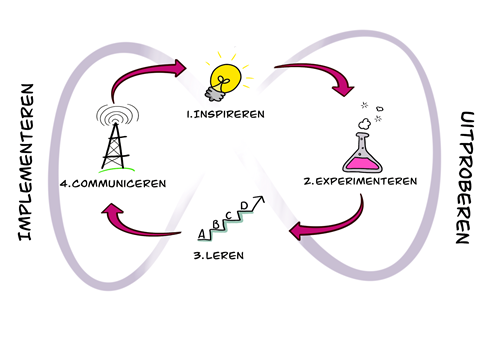 1.INSPIREREN
IMPLEMENTEREN
UITPROBEREN
4.COMMUNICEREN
2.EXPERIMENTEREN
A B C D
3.LEREN